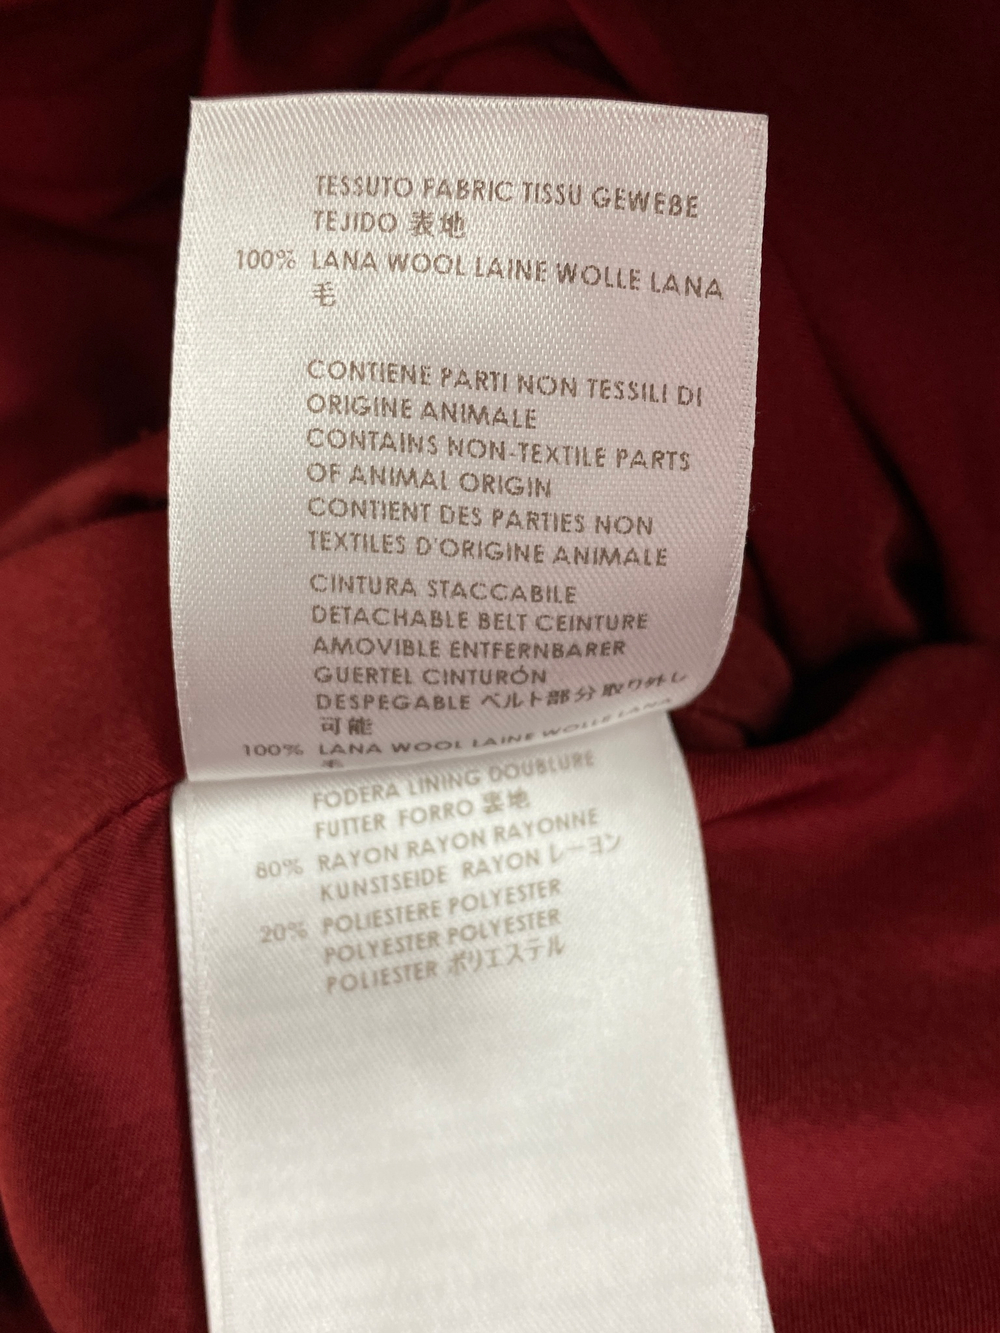 TESSUTO FABRIC TISSU GEWEBE
TEJIDO 表地
100% LANA WOOL LAINE WOLLE LANA
毛
CONTIENE PARTI NON TESSILI DI
ORIGINE ANIMALE
CONTAINS NON-TEXTILE PARTS
OF ANIMAL ORIGIN
CONTIENT DES PARTIES NON
TEXTILES D'ORIGINE ANIMALE
CINTURA STACCABILE
DETACHABLE BELT CEINTURE
AMOVIBLE ENTFERNBARER
GUERTEL CINTURÓN
DESPEGABLE ベルト部分取り外し
可能
100% LANA WOOL LAINE WOLLE LANA
毛
FODERA LINING DOUBLURE
FUTTER FORRO 裏地
80% RAYON RAYON RAYONNE
KUNSTSEIDE RAYON レーヨン
20% POLIESTERE POLYESTER
POLYESTER POLYESTER
POLIESTER ポリエステル